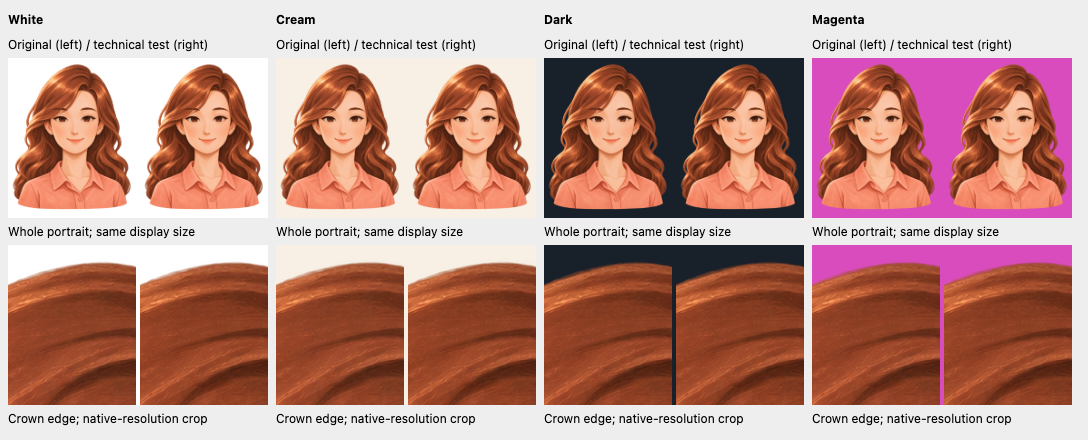 White
Original (left) / technical test (right)
Whole portrait; same display size
Crown edge; native-resolution crop
Cream
Original (left) / technical test (right)
Whole portrait; same display size
Crown edge; native-resolution crop
Dark
Original (left) / technical test (right)
Whole portrait; same display size
Crown edge; native-resolution crop
Magenta
Original (left) / technical test (right)
Whole portrait; same display size
Crown edge; native-resolution crop